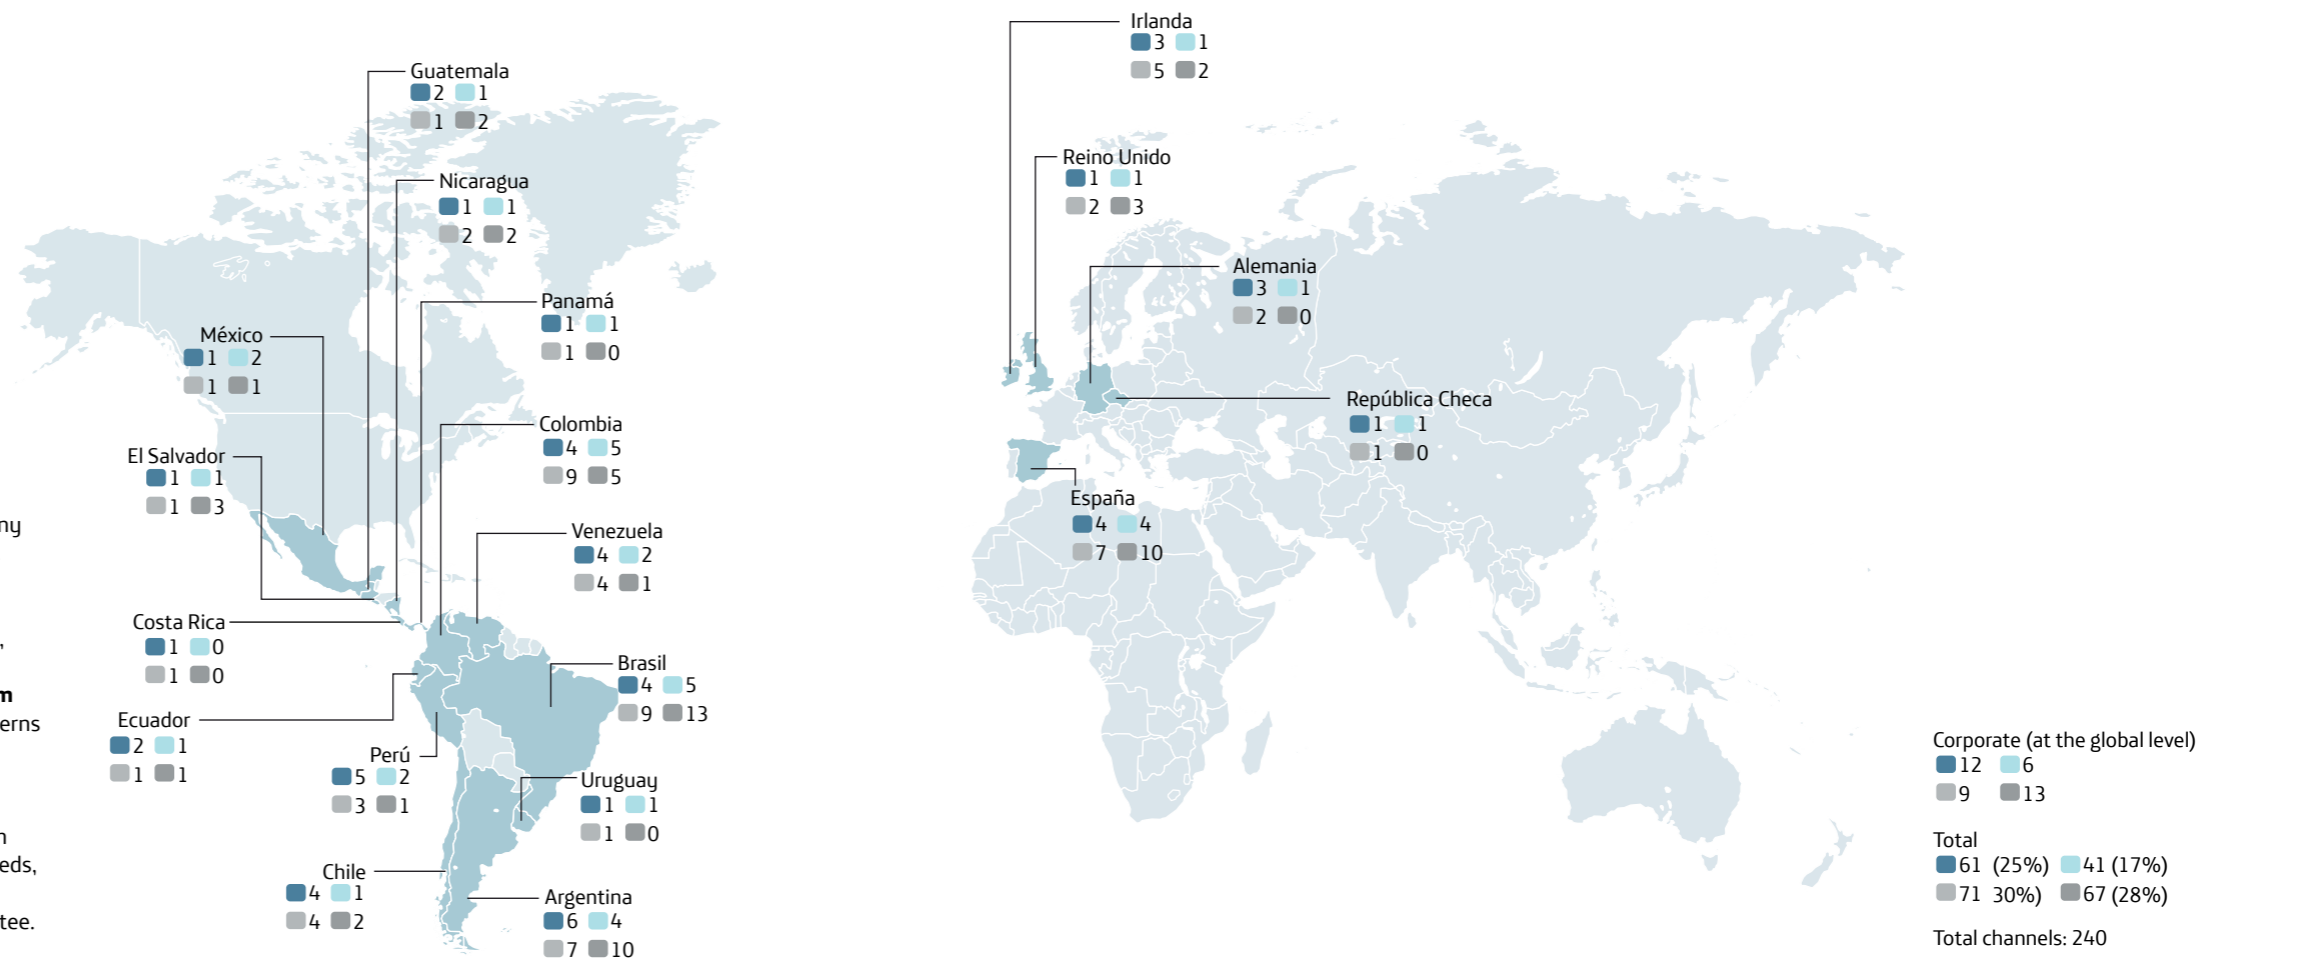 Irlanda
3 1
5 2
Guatemala
2 1
1 2
Reino Unido
1 1
2 3
Nicaragua
1 1
2 2
Alemania
3 1
2 0
Panamá
1 1
1 0
México
1 2
1 1
República Checa
1 1
1 0
Colombia
4 5
9 5
El Salvador
1 1
1 3
España
4 4
7 10
ny
Venezuela
4 2
4 1
Costa Rica
1 0
1 0
,
Brasil
4 5
9 13
m
erns
Ecuador
2 1
1 1
Perú
5 2
3 1
Uruguay
1 1
1 0
n
eds,
Chile
4 1
4 2
tee.
Argentina
6 4
7 10
Corporate (at the global level)
12 6
9 13
Total
61 (25%) 41 (17%)
71 30%) 67 (28%)
Total channels: 240